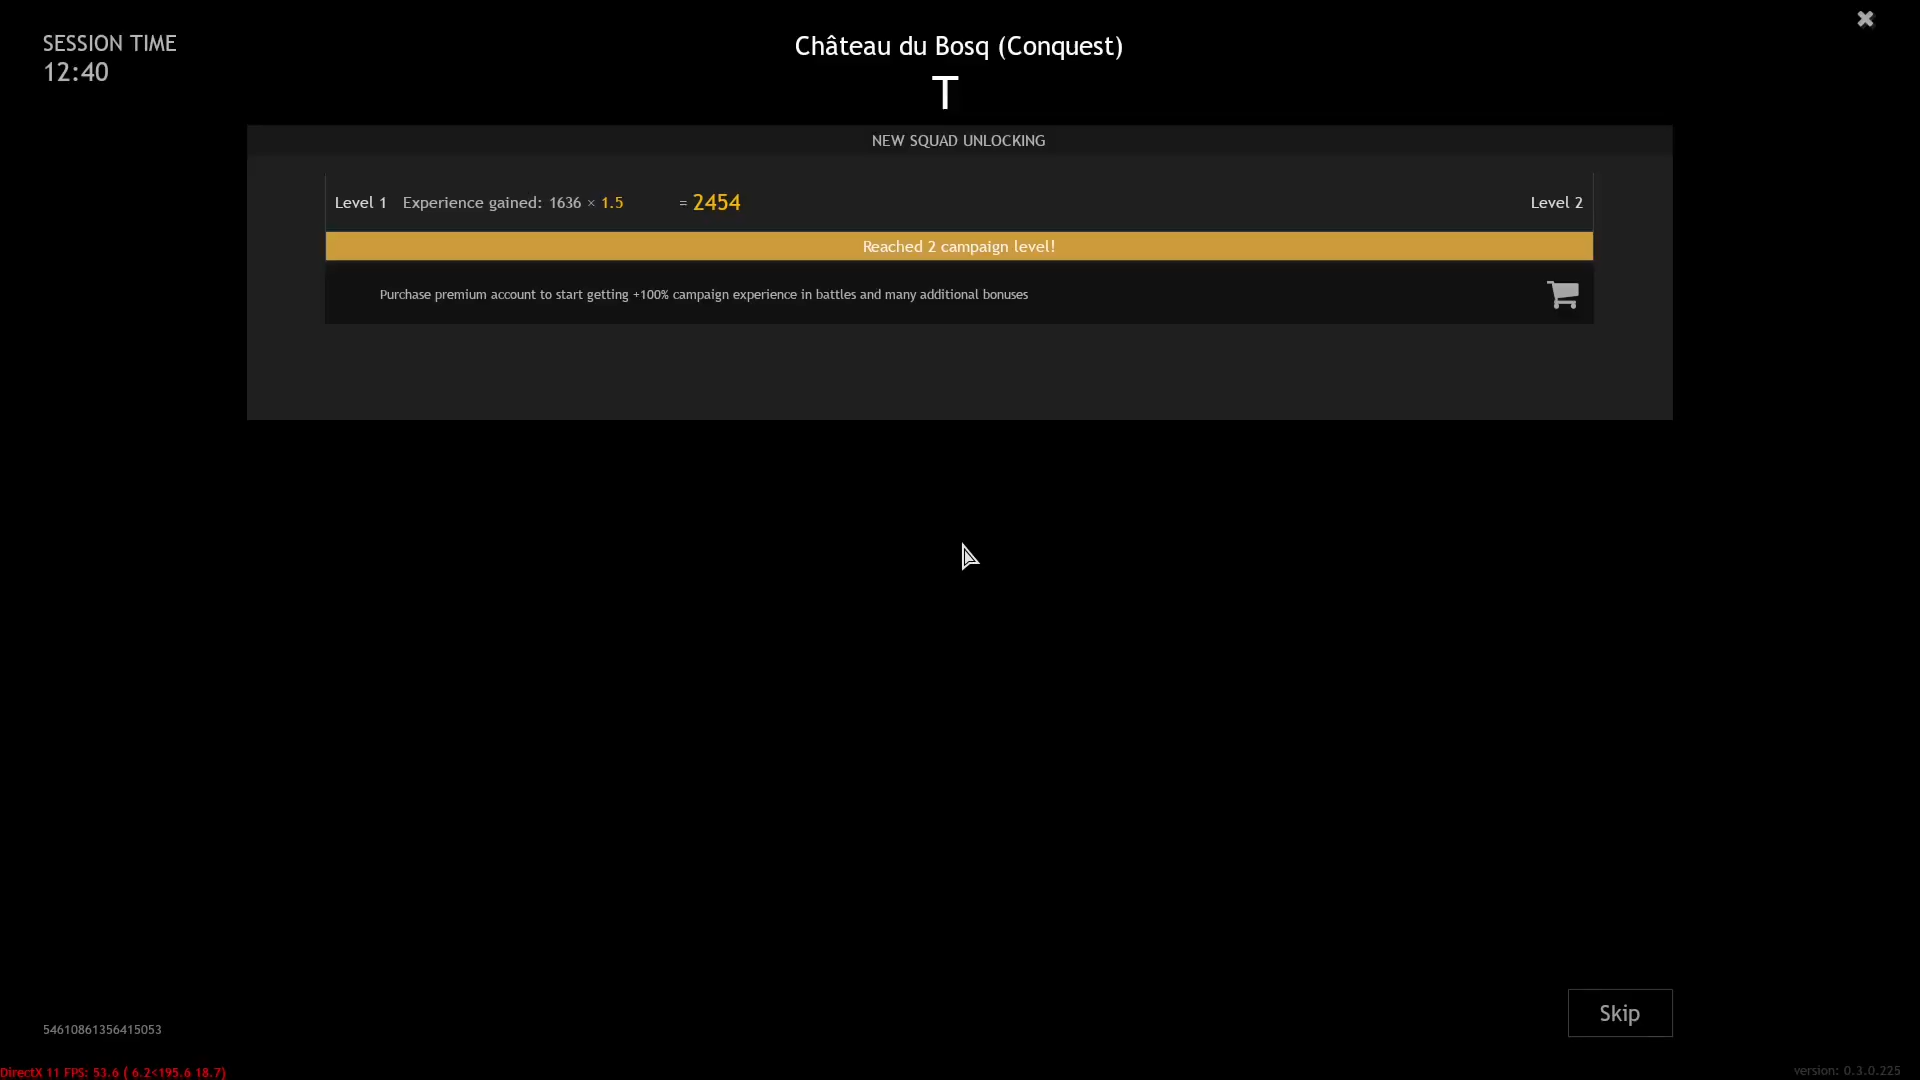 SESSION TIME
12:40
Château du Bosq (Conquest)
T
NEW SQUAD UNLOCKING
Level 1 Experience gained: 1636 × 1.5 = 2454 Level 2
Reached 2 campaign level!
Purchase premium account to start getting +100% campaign experience in battles and many additional bonuses
Skip
54610861356415053
DirectX 11 FPS: 53.6 ( 6.2<195.6 18.7)
version: 0.3.0.225